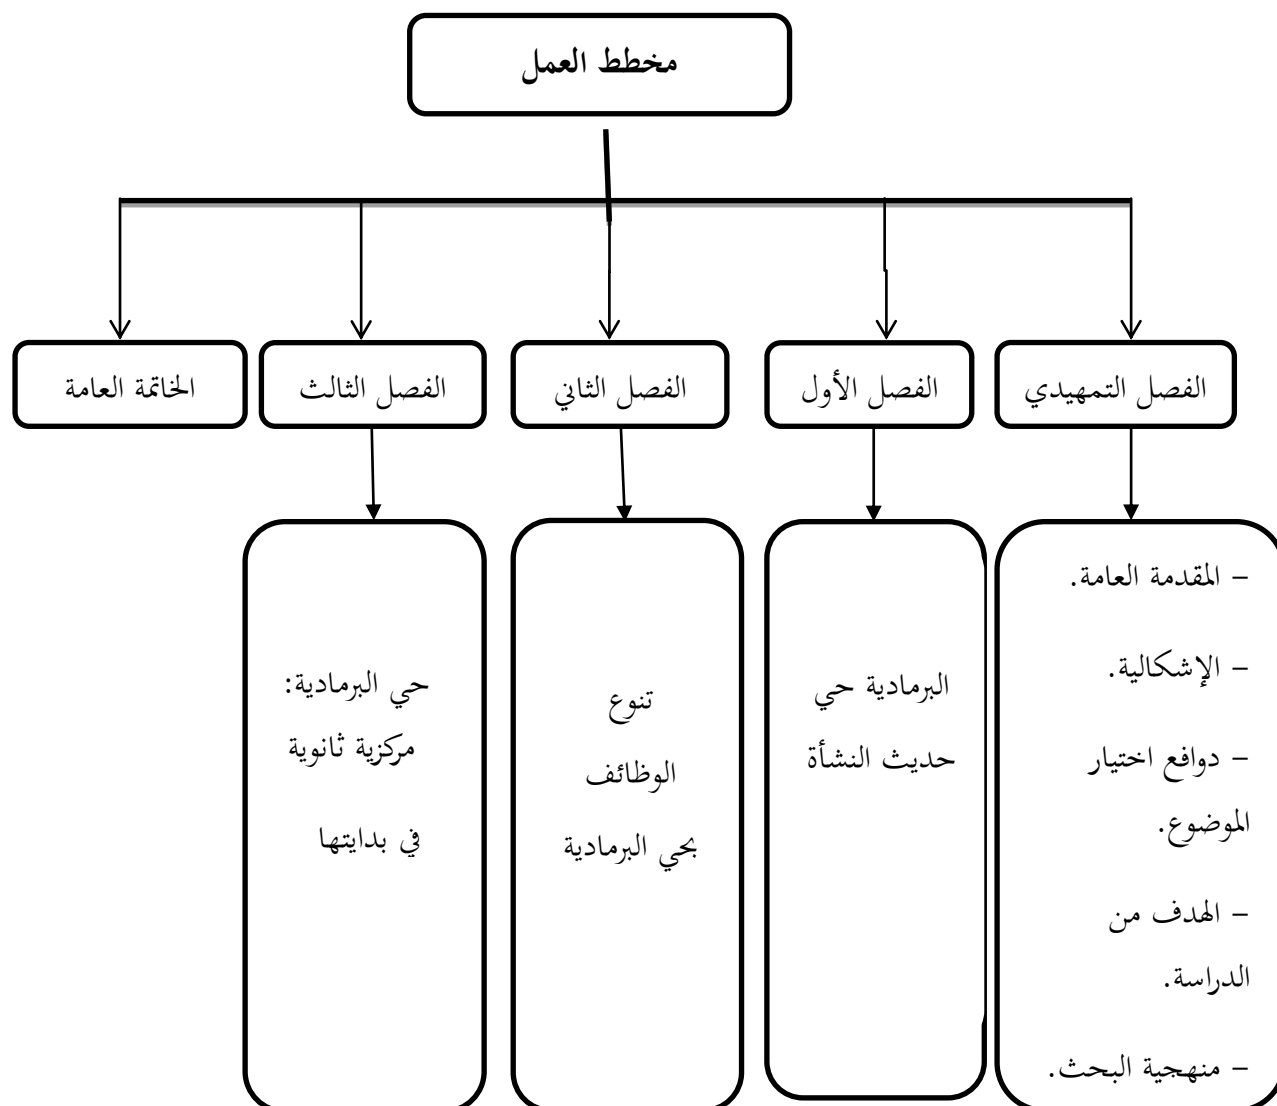 مخطط العمل
الفصل التمهيدي
الفصل الأول
الفصل الثاني
الفصل الثالث
الخاتمة العامة
– المقدمة العامة.
– الإشكالية.
– دوافع اختيار
الموضوع.
– الهدف من
الدراسة.
– منهجية البحث.
البرمادية حي
حديث النشأة
تنوع
الوظائف
بحي البرمادية
حي البرمادية:
مركزية ثانوية
في بدايتها